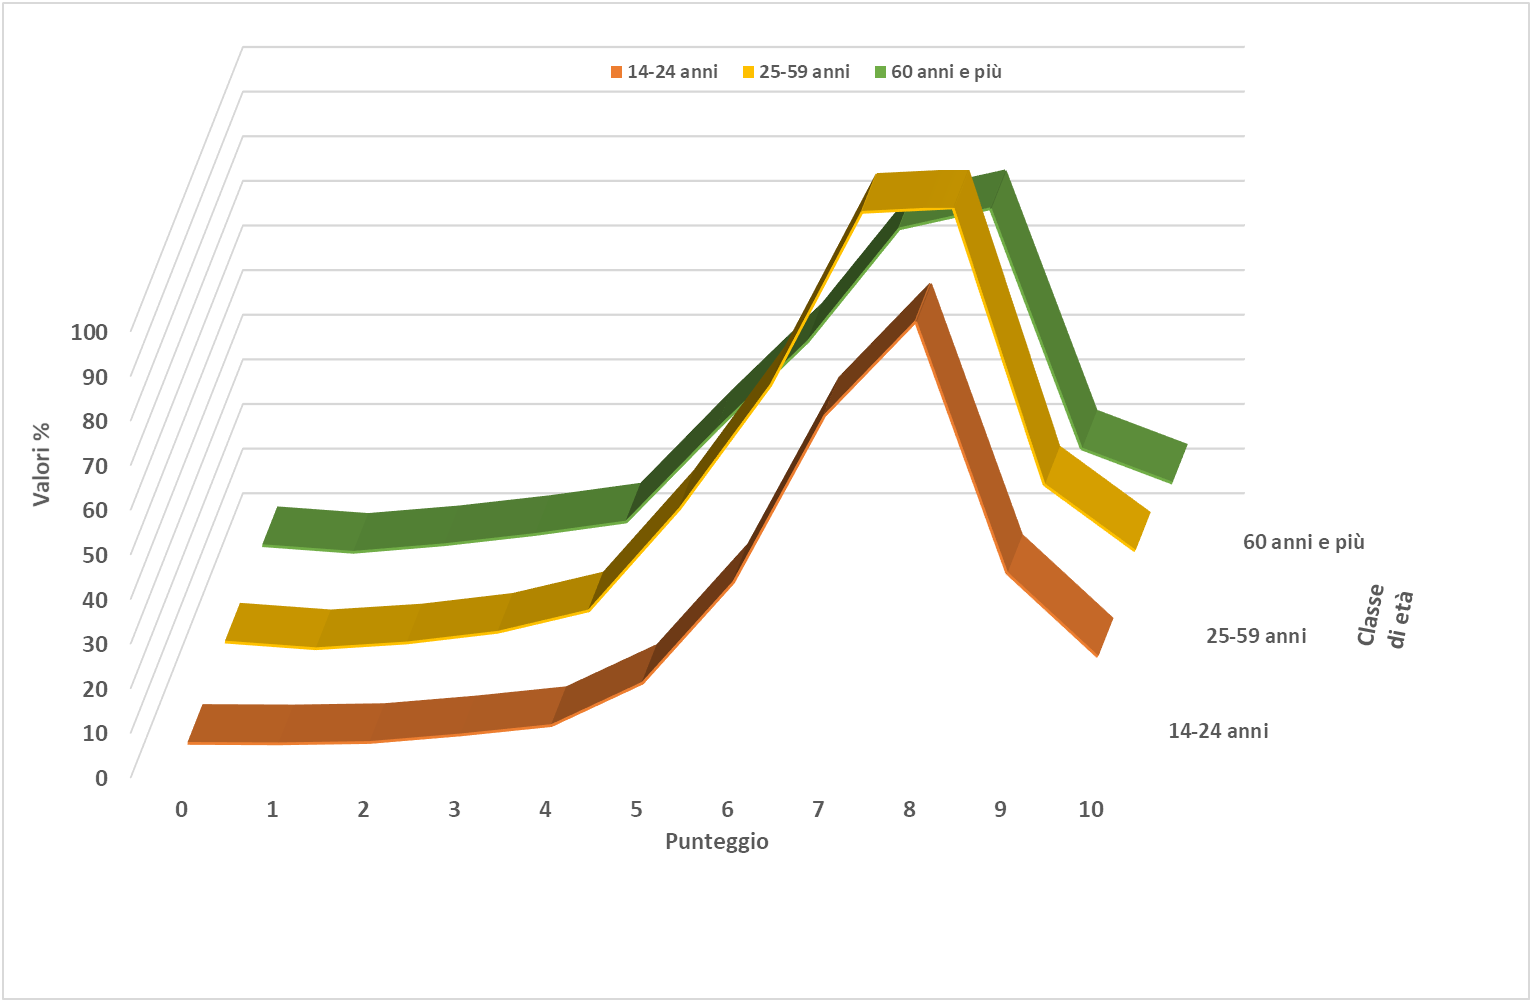 14-24 anni 25-59 anni 60 anni e più
100
90
80
70
60
50
40
30
20
10
0
Valori %
0 1 2 3 4 5 6 7 8 9 10
Punteggio
60 anni e più
25-59 anni
14-24 anni
Classe
di età